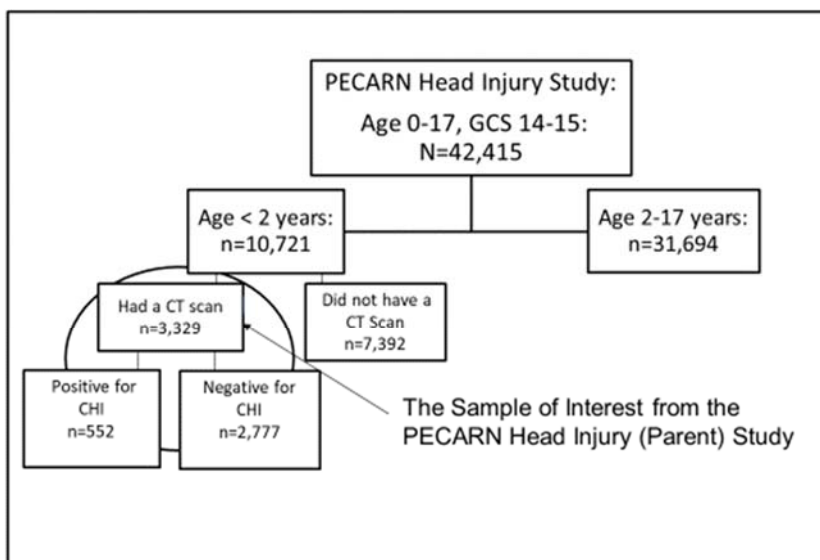 PECARN Head Injury Study:
Age 0-17, GCS 14-15:
N=42,415
Age < 2 years:
n=10,721
Age 2-17 years:
n=31,694
Had a CT scan
n=3,329
Did not have a
CT Scan
n=7,392
Positive for
CHI
n=552
Negative for
CHI
n=2,777
The Sample of Interest from the
PECARN Head Injury (Parent) Study